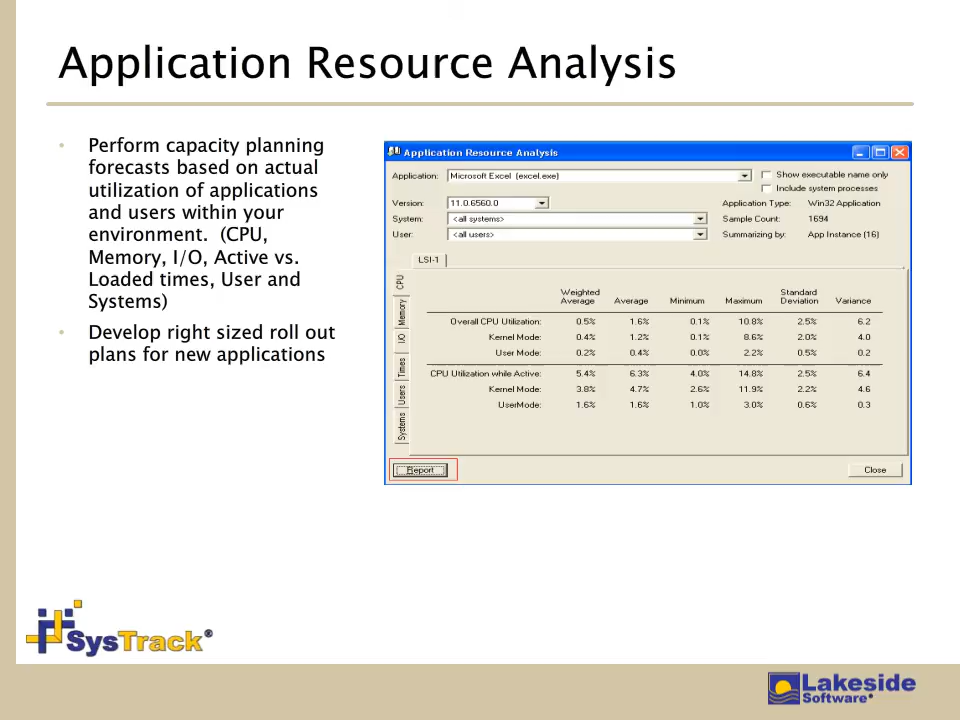 Application Resource Analysis
• Perform capacity planning
forecasts based on actual
utilization of applications
and users within your
environment.  (CPU,
Memory, I/O, Active vs.
Loaded times, User and
Systems)
• Develop right sized roll out
plans for new applications
Application Resource Analysis
Application: Microsoft Excel  (excel.exe) Show executable name only
Include system processes
Version: 11.0.6560.0 Application Type: Win32 Application
System: <all systems> Sample Count: 1694
User: <all users> Summarizing by: App Instance (16)
LSI-1
CPU
Memory
I/O
Times
Users
Systems
Weighted Average Average Minimum Maximum Standard Deviation Variance
Overall CPU Utilization: 0.5% 1.6% 0.1% 10.8% 2.5% 6.2
Kernel Mode: 0.4% 1.2% 0.1% 8.6% 2.0% 4.0
User Mode: 0.2% 0.4% 0.0% 2.2% 0.5% 0.2
CPU Utilization while Active: 5.4% 6.3% 4.0% 14.8% 2.5% 6.4
Kernel Mode: 3.8% 4.7% 2.6% 11.9% 2.2% 4.6
UserMode: 1.6% 1.6% 1.0% 3.0% 0.6% 0.3
Report Close
SysTrack®
Lakeside
Software®